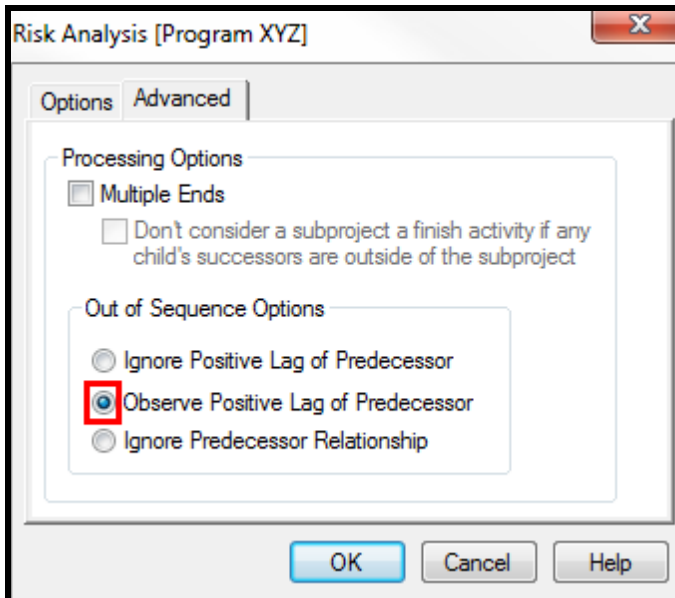 Risk Analysis [Program XYZ]
Options Advanced
Processing Options
Multiple Ends
Don't consider a subproject a finish activity if any
child's successors are outside of the subproject
Out of Sequence Options
Ignore Positive Lag of Predecessor
Observe Positive Lag of Predecessor
Ignore Predecessor Relationship
OK Cancel Help